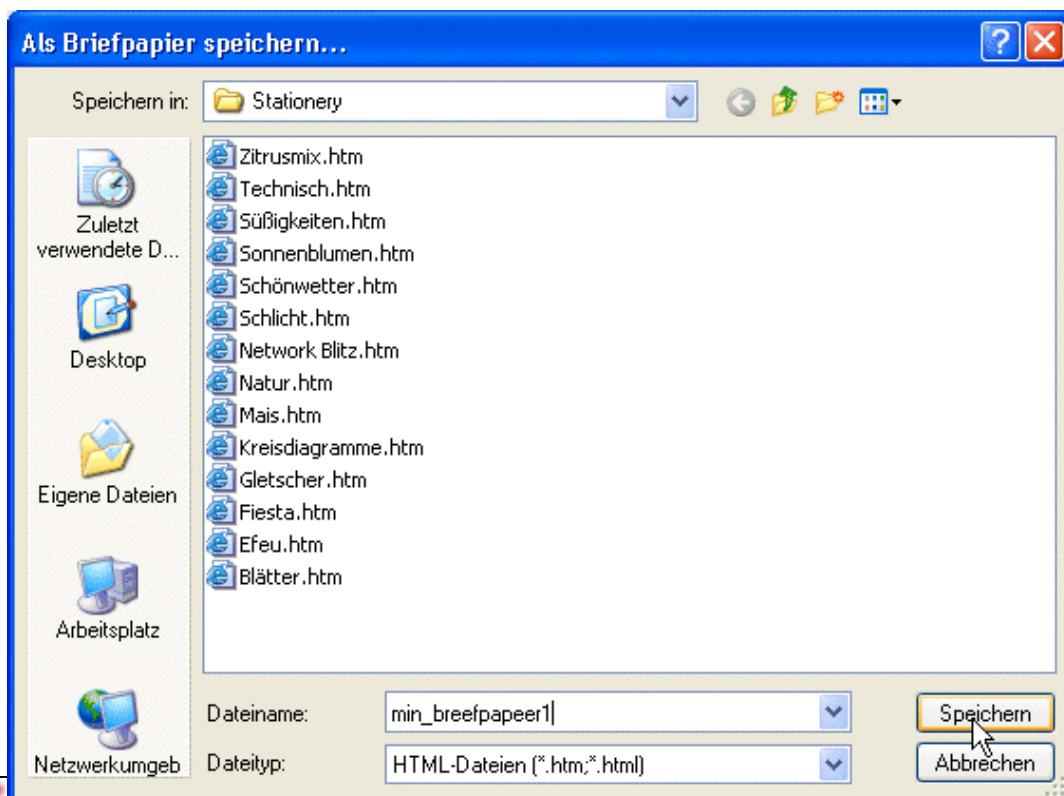 Als Briefpapier speichern...
Speichern in:
Stationery
Zuletzt
verwendete D...
Desktop
Eigene Dateien
Arbeitsplatz
Netzwerkumgeb
Zitrusmix.htm
Technisch.htm
Süßigkeiten.htm
Sonnenblumen.htm
Schönwetter.htm
Schlicht.htm
Network Blitz.htm
Natur.htm
Mais.htm
Kreisdiagramme.htm
Gletscher.htm
Fiesta.htm
Efeu.htm
Blätter.htm
Dateiname:
min_breefpapeer1
Speichern
Dateityp:
HTML-Dateien (*.htm;*.html)
Abbrechen